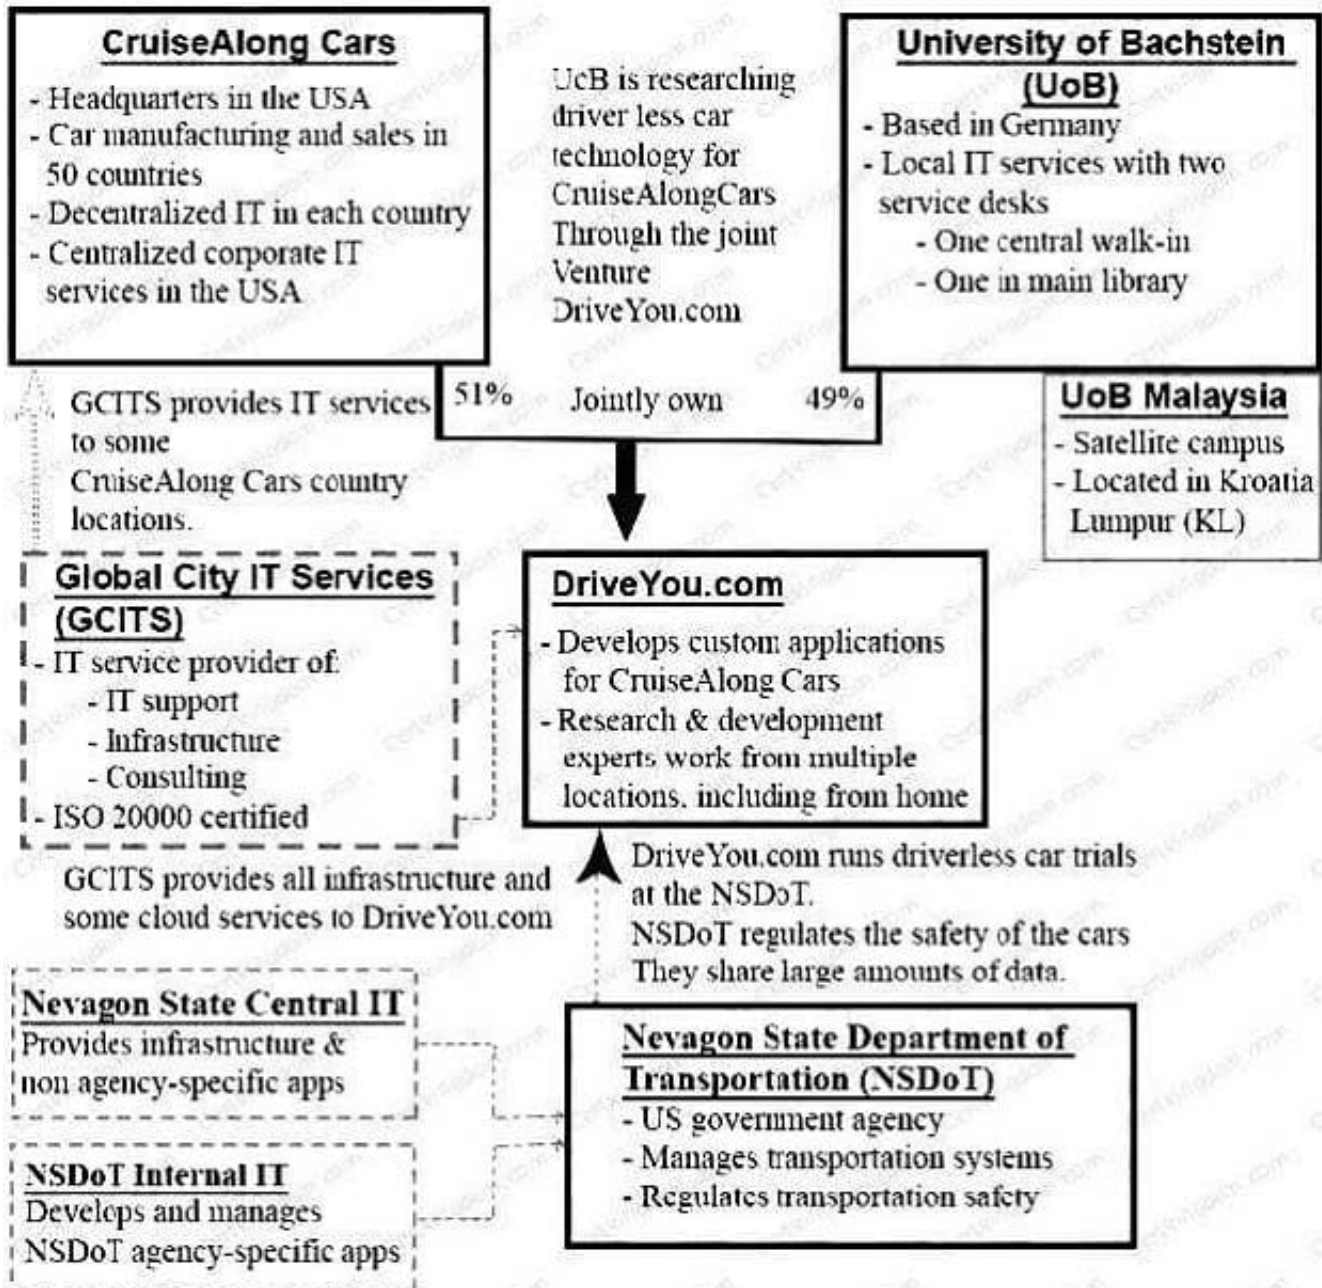 CruiseAlong Cars
- Headquarters in the USA
- Car manufacturing and sales in
50 countries
- Decentralized IT in each country
- Centralized corporate IT
services in the USA
UoB is researching
driver less car
technology for
CruiseAlongCars
Through the joint
Venture
DriveYou.com
University of Bachstein
(UoB)
- Based in Germany
- Local IT services with two
service desks
- One central walk-in
- One in main library
51% Jointly own 49%
UoB Malaysia
- Satellite campus
- Located in Kroatia
Lumpur (KL)
GCITS provides IT services
to some
CruiseAlong Cars country
locations.
Global City IT Services
(GCITS)
- IT service provider of:
- IT support
- Infrastructure
- Consulting
- ISO 20000 certified
DriveYou.com
- Develops custom applications
for CruiseAlong Cars
- Research & development
experts work from multiple
locations, including from home
GCITS provides all infrastructure and
some cloud services to DriveYou.com
DriveYou.com runs driverless car trials
at the NSDoT.
NSDoT regulates the safety of the cars
They share large amounts of data.
Nevagon State Central IT
Provides infrastructure &
non agency-specific apps
NSDoT Internal IT
Develops and manages
NSDoT agency-specific apps
Nevagon State Department of
Transportation (NSDoT)
- US government agency
- Manages transportation systems
- Regulates transportation safety